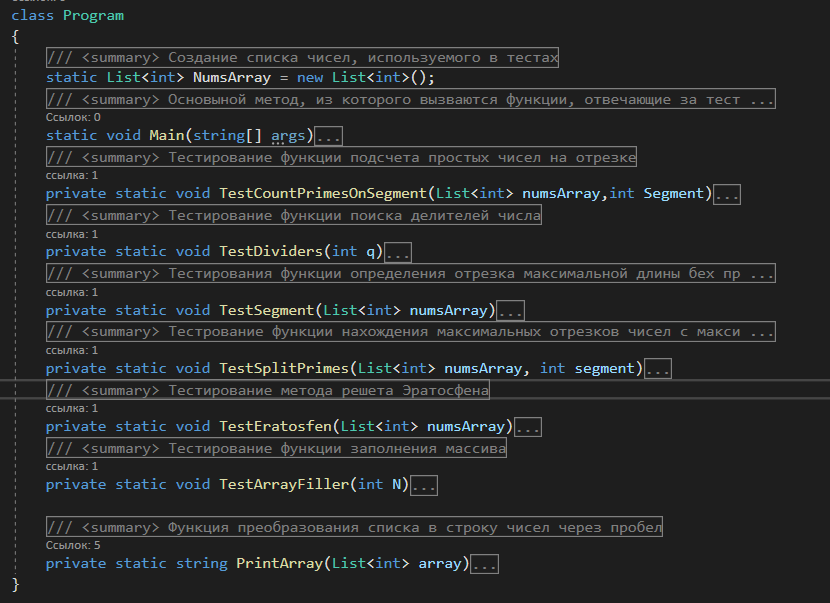 class Program
{
/// <summary> Создание списка чисел, используемого в тестах
static List<int> NumsArray = new List<int>();
/// <summary> Основыной метод, из которого вызваются функции, отвечающие за тест ...
Ссылок: 0
static void Main(string[] args)...
/// <summary> Тестирование функции подсчета простых чисел на отрезке
ссылка: 1
private static void TestCountPrimesOnSegment(List<int> numsArray,int Segment)...
/// <summary> Тестирование функции поиска делителей числа
ссылка: 1
private static void TestDividers(int q)...
/// <summary> Тестирования функции определения отрезка максимальной длины бех пр ...
ссылка: 1
private static void TestSegment(List<int> numsArray)...
/// <summary> Тестрование функции нахождения максимальных отрезков чисел с макси ...
ссылка: 1
private static void TestSplitPrimes(List<int> numsArray, int segment)...
/// <summary> Тестирование метода решета Эратосфена
ссылка: 1
private static void TestEratosfen(List<int> numsArray)...
/// <summary> Тестирование функции заполнения массива
ссылка: 1
private static void TestArrayFiller(int N)...
/// <summary> Функция преобразования списка в строку чисел через пробел
Ссылок: 5
private static string PrintArray(List<int> array)...
}